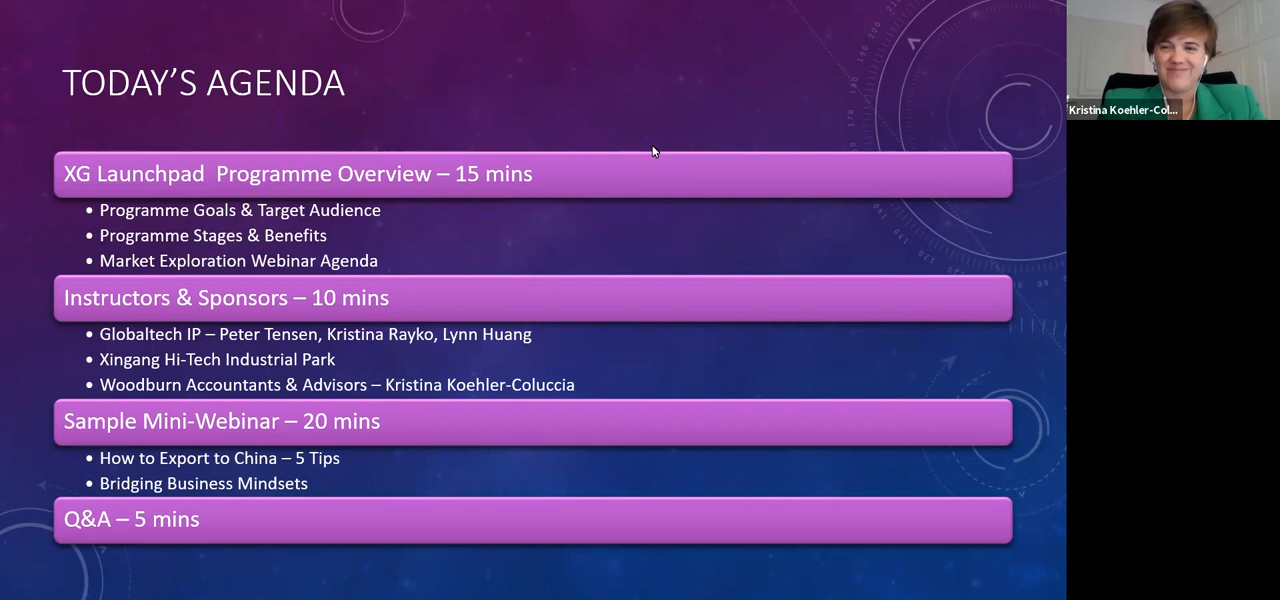 TODAY'S AGENDA
XG Launchpad  Programme Overview – 15 mins
• Programme Goals & Target Audience
• Programme Stages & Benefits
• Market Exploration Webinar Agenda
Instructors & Sponsors – 10 mins
• Globaltech IP – Peter Tensen, Kristina Rayko, Lynn Huang
• Xingang Hi-Tech Industrial Park
• Woodburn Accountants & Advisors – Kristina Koehler-Coluccia
Sample Mini-Webinar – 20 mins
• How to Export to China – 5 Tips
• Bridging Business Mindsets
Q&A – 5 mins
Kristina Koehler-Col...